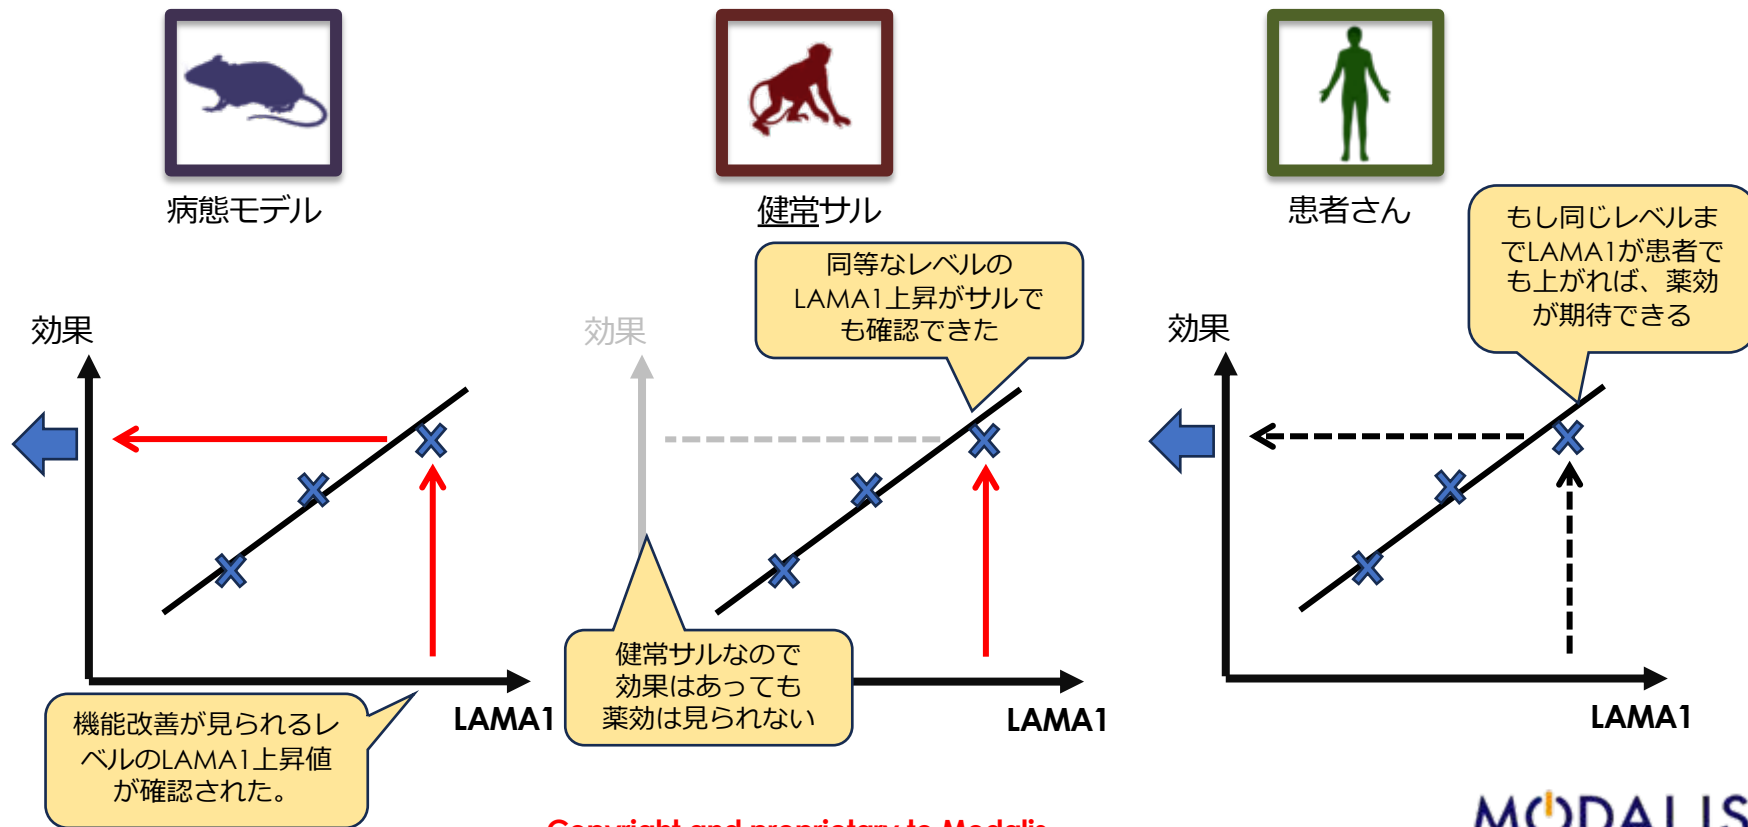 病態モデル
健常サル
患者さん
もし同じレベルま
でLAMA1が患者で
も上がれば、薬効
が期待できる
同等なレベルの
LAMA1上昇がサルで
も確認できた
効果
効果
効果
健常サルなので
効果はあっても
薬効は見られない
機能改善が見られるレ
ベルのLAMA1上昇値
が確認された。
LAMA1
LAMA1
LAMA1
Copyright and proprietary to Modalis
MODALIS